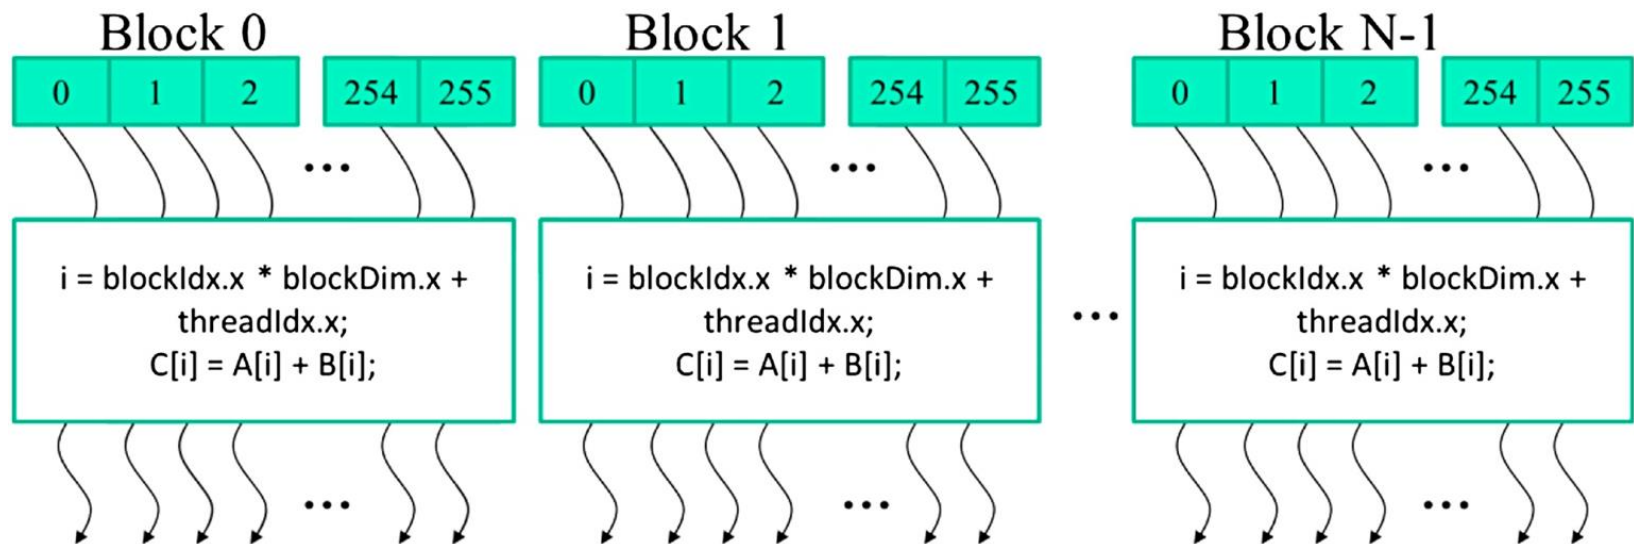 Block 0
0 1 2 254 255
...
i = blockIdx.x * blockDim.x +
threadIdx.x;
C[i] = A[i] + B[i];
...
Block 1
0 1 2 254 255
...
i = blockIdx.x * blockDim.x +
threadIdx.x;
C[i] = A[i] + B[i];
...
...
Block N-1
0 1 2 254 255
...
i = blockIdx.x * blockDim.x +
threadIdx.x;
C[i] = A[i] + B[i];
...